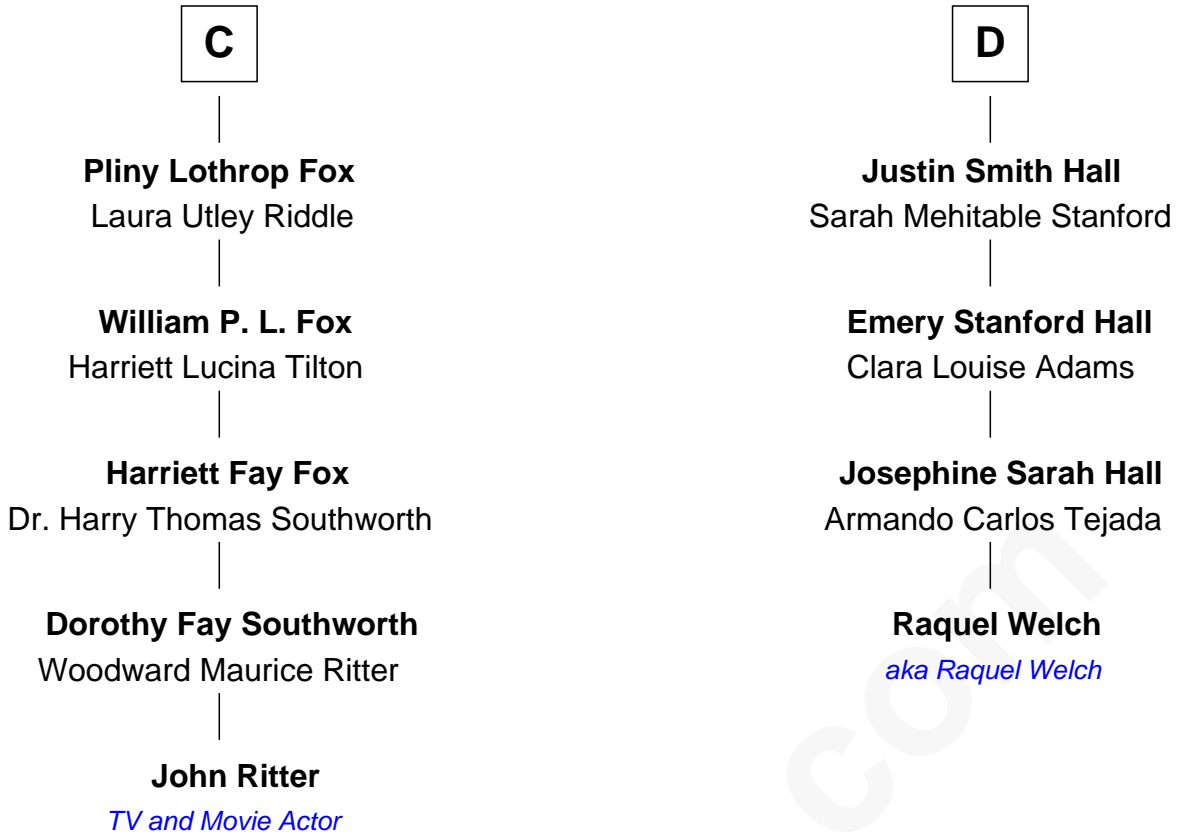 C
Pliny Lothrop Fox
Laura Utley Riddle
William P. L. Fox
Harriett Lucina Tilton
Harriett Fay Fox
Dr. Harry Thomas Southworth
Dorothy Fay Southworth
Woodward Maurice Ritter
John Ritter
TV and Movie Actor
D
Justin Smith Hall
Sarah Mehitable Stanford
Emery Stanford Hall
Clara Louise Adams
Josephine Sarah Hall
Armando Carlos Tejada
Raquel Welch
aka Raquel Welch
com